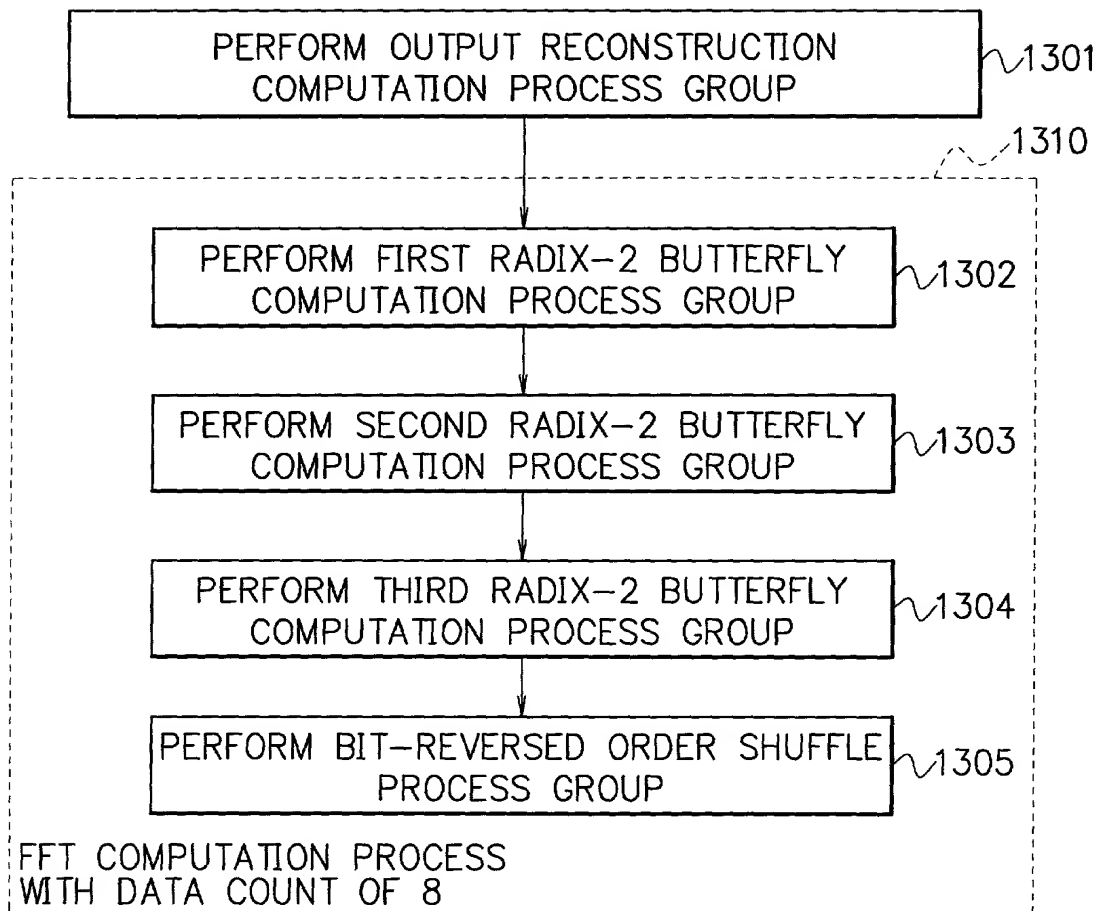 PERFORM OUTPUT RECONSTRUCTION
COMPUTATION PROCESS GROUP
1301
1310
PERFORM FIRST RADIX-2 BUTTERFLY
COMPUTATION PROCESS GROUP
1302
PERFORM SECOND RADIX-2 BUTTERFLY
COMPUTATION PROCESS GROUP
1303
PERFORM THIRD RADIX-2 BUTTERFLY
COMPUTATION PROCESS GROUP
1304
PERFORM BIT-REVERSED ORDER SHUFFLE
PROCESS GROUP
1305
FFT COMPUTATION PROCESS
WITH DATA COUNT OF 8